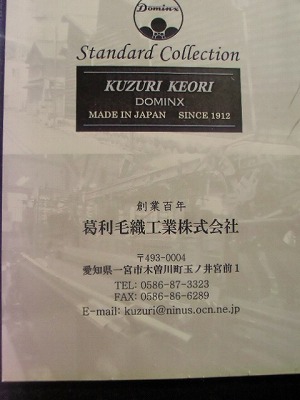 Dominx
Standard Collection
KUZURI KEORI
DOMINX
MADE IN JAPAN SINCE 1912
創業百年
葛利毛織工業株式会社
〒493-0004
愛知県一宮市木曽川町玉ノ井宮前1
TEL: 0586-87-3323
FAX: 0586-86-6289
E-mail: kuzuri@ninus.ocn.ne.jp